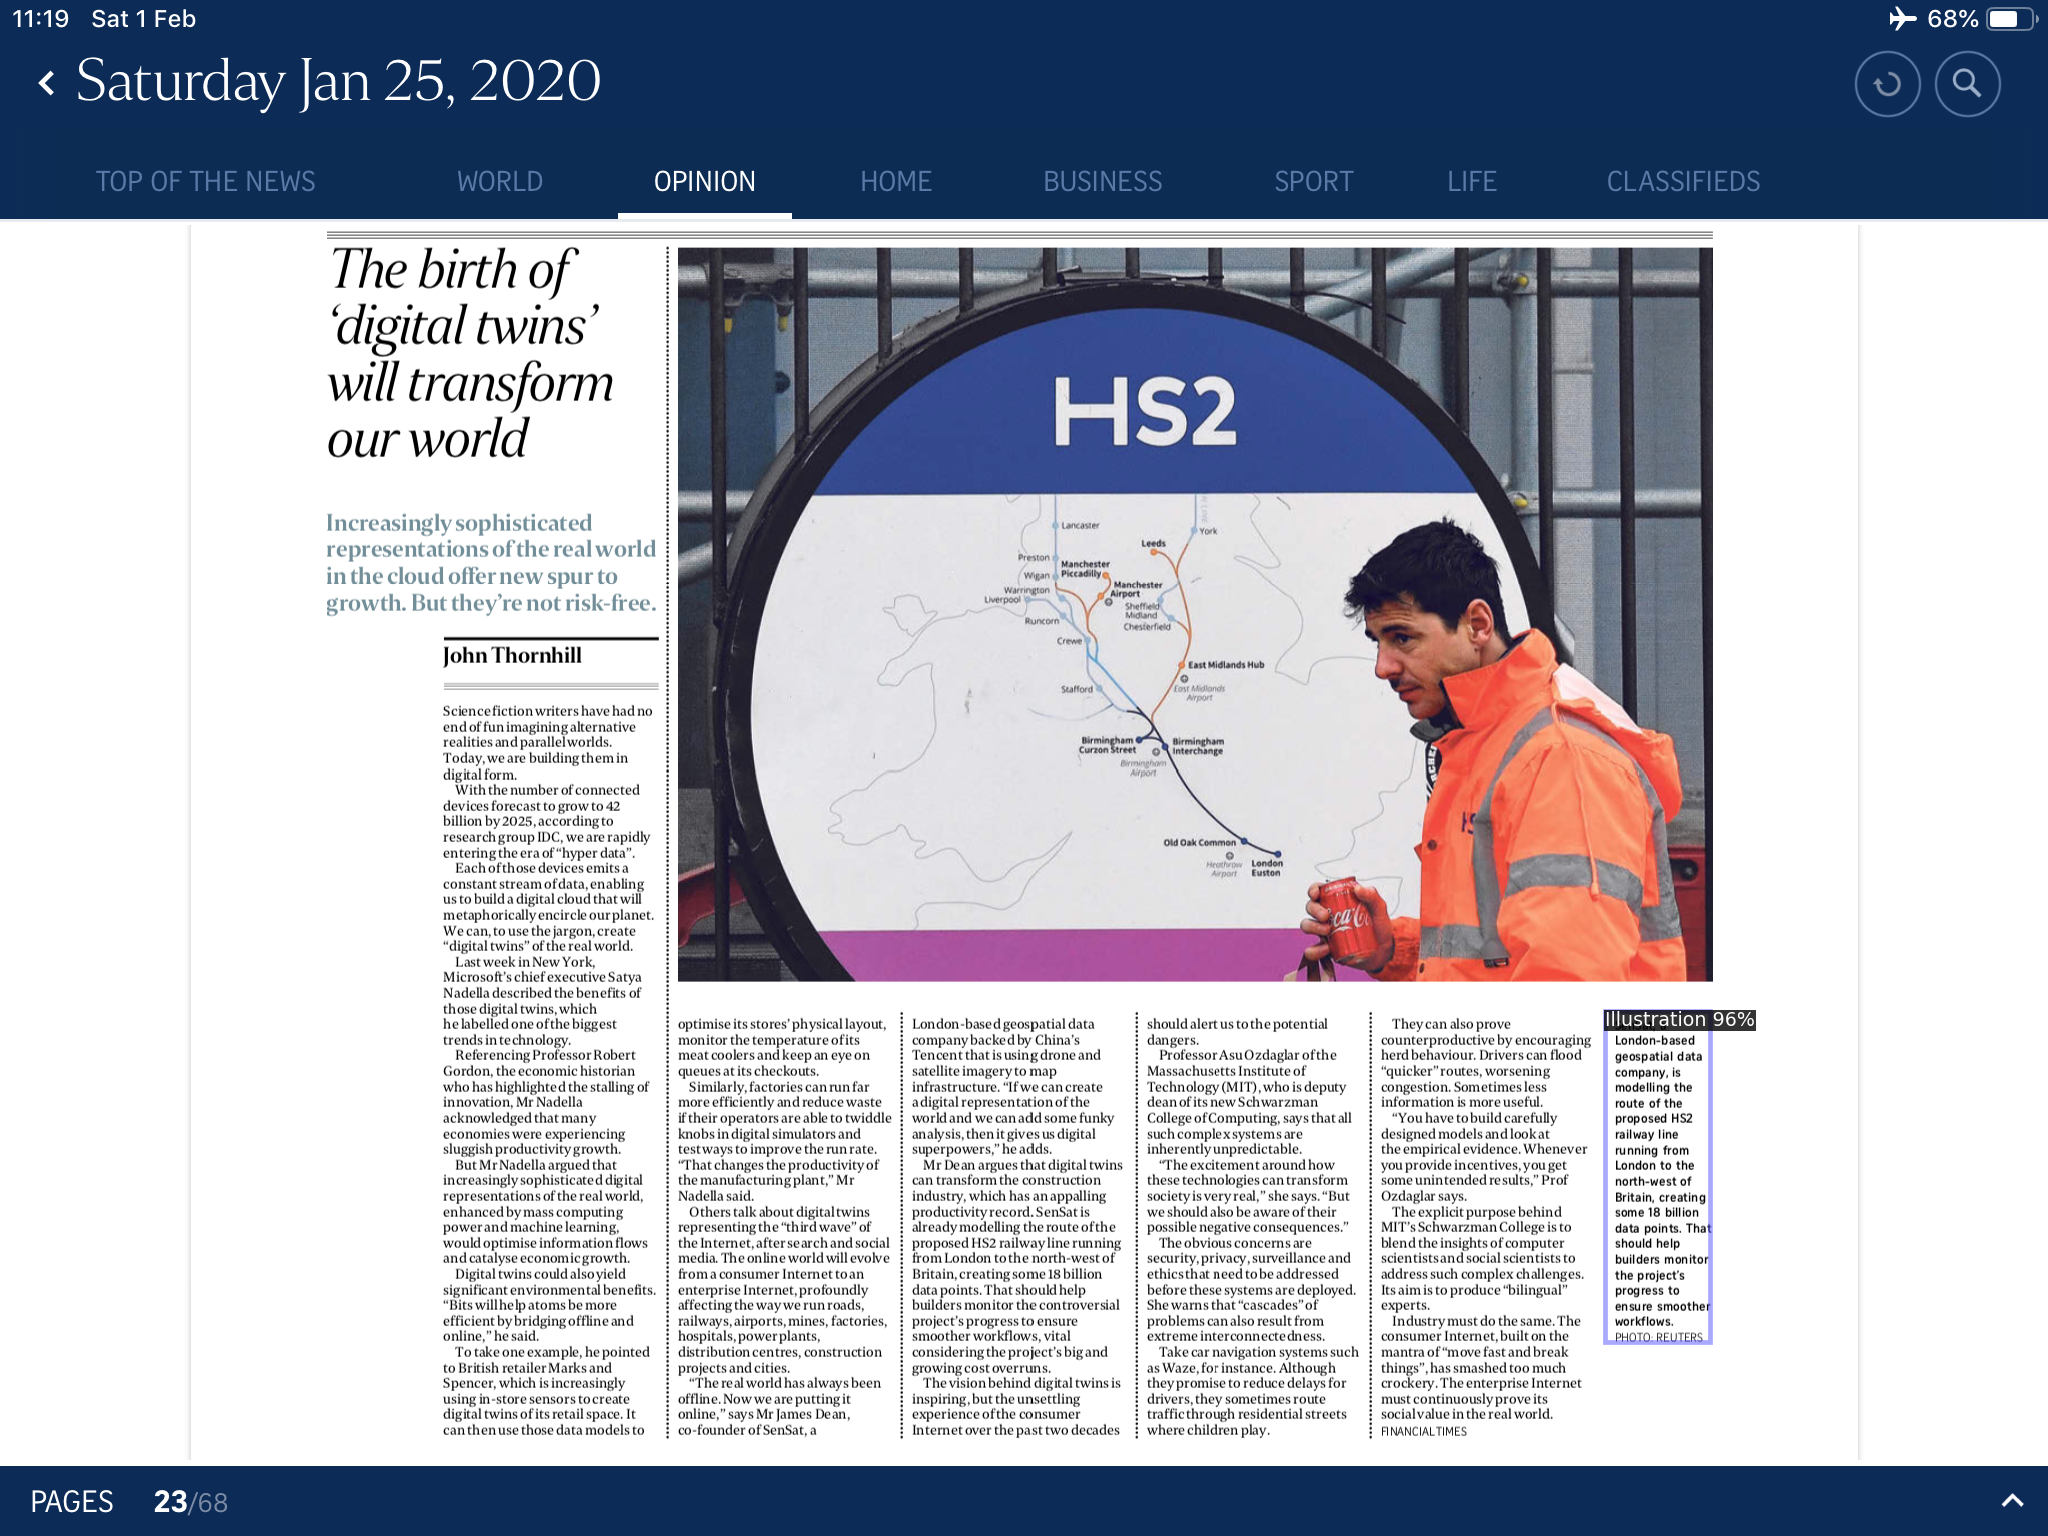 11:19 Sat 1 Feb
68%
Saturday Jan 25, 2020
TOP OF THE NEWS
WORLD
OPINION
HOME
BUSINESS
SPORT
LIFE
CLASSIFIEDS
The birth of
‘digital twins’
will transform
our world
Increasingly sophisticated
representations of the real world
in the cloud offer new spur to
growth. But they’re not risk-free.
John Thornhill
Science fiction writers have had no
end of fun imagining alternative
realities and parallel worlds.
Today, we are building them in
digital form.
With the number of connected
devices forecast to grow to 42
billion by 2025, according to
research group IDC, we are rapidly
entering the era of “hyper data”.
Each of those devices emits a
constant stream of data, enabling
us to build a digital cloud that will
metaphorically encircle our planet.
We can, to use the jargon, create
“digital twins” of the real world.
Last week in New York,
Microsoft’s chief executive Satya
Nadella described the benefits of
those digital twins, which
he labelled one of the biggest
trends in technology.
Referencing Professor Robert
Gordon, the economic historian
who has highlighted the stalling of
innovation, Mr Nadella
acknowledged that many
economies were experiencing
sluggish productivity growth.
But Mr Nadella argued that
increasingly sophisticated digital
representations of the real world,
enhanced by mass computing
power and machine learning,
would optimise information flows
and catalyse economic growth.
Digital twins could also yield
significant environmental benefits.
“Bits will help atoms be more
efficient by bridging offline and
online,” he said.
To take one example, he pointed
to British retailer Marks and
Spencer, which is increasingly
using in-store sensors to create
digital twins of its retail space. It
can then use those data models to
HS2
Lancaster
York
Leeds
Preston
Manchester
Piccadilly
Wigan
Manchester
Airport
Warrington
Liverpool
Sheffield
Midland
Runcorn
Chesterfield
Crewe
East Midlands Hub
Stafford
East Midlands
Airport
Birmingham
Curzon Street
Birmingham
Interchange
Birmingham
Airport
Old Oak Common
Heathrow
Airport
London
Euston
optimise its stores’ physical layout,
monitor the temperature of its
meat coolers and keep an eye on
queues at its checkouts.
Similarly, factories can run far
more efficiently and reduce waste
if their operators are able to twiddle
knobs in digital simulators and
test ways to improve the run rate.
“That changes the productivity of
the manufacturing plant,” Mr
Nadella said.
Others talk about digital twins
representing the “third wave” of
the Internet, after search and social
media. The online world will evolve
from a consumer Internet to an
enterprise Internet, profoundly
affecting the way we run roads,
railways, airports, mines, factories,
hospitals, power plants,
distribution centres, construction
projects and cities.
“The real world has always been
offline. Now we are putting it
online,” says Mr James Dean,
co-founder of SenSat, a
London-based geospatial data
company backed by China’s
Tencent that is using drone and
satellite imagery to map
infrastructure. “If we can create
a digital representation of the
world and we can add some funky
analysis, then it gives us digital
superpowers,” he adds.
Mr Dean argues that digital twins
can transform the construction
industry, which has an appalling
productivity record. SenSat is
already modelling the route of the
proposed HS2 railway line running
from London to the north-west of
Britain, creating some 18 billion
data points. That should help
builders monitor the controversial
project’s progress to ensure
smoother workflows, vital
considering the project’s big and
growing cost overruns.
The vision behind digital twins is
inspiring, but the unsettling
experience of the consumer
Internet over the past two decades
should alert us to the potential
dangers.
Professor Asu Ozdaglar of the
Massachusetts Institute of
Technology (MIT), who is deputy
dean of its new Schwarzman
College of Computing, says that all
such complex systems are
inherently unpredictable.
“The excitement around how
these technologies can transform
society is very real,” she says. “But
we should also be aware of their
possible negative consequences.”
The obvious concerns are
security, privacy, surveillance and
ethics that need to be addressed
before these systems are deployed.
She warns that “cascades” of
problems can also result from
extreme interconnectedness.
Take car navigation systems such
as Waze, for instance. Although
they promise to reduce delays for
drivers, they sometimes route
traffic through residential streets
where children play.
They can also prove
counterproductive by encouraging
herd behaviour. Drivers can flood
“quicker” routes, worsening
congestion. Sometimes less
information is more useful.
“You have to build carefully
designed models and look at
the empirical evidence. Whenever
you provide incentives, you get
some unintended results,” Prof
Ozdaglar says.
The explicit purpose behind
MIT’s Schwarzman College is to
blend the insights of computer
scientists and social scientists to
address such complex challenges.
Its aim is to produce “bilingual”
experts.
Industry must do the same. The
consumer Internet, built on the
mantra of “move fast and break
things”, has smashed too much
crockery. The enterprise Internet
must continuously prove its
social value in the real world.
FINANCIAL TIMES
Illustration 96%
London-based
geospatial data
company, is
modelling the
route of the
proposed HS2
railway line
running from
London to the
north-west of
Britain, creating
some 18 billion
data points. That
should help
builders monitor
the project’s
progress to
ensure smoother
workflows.
PHOTO: REUTERS
PAGES 23/68